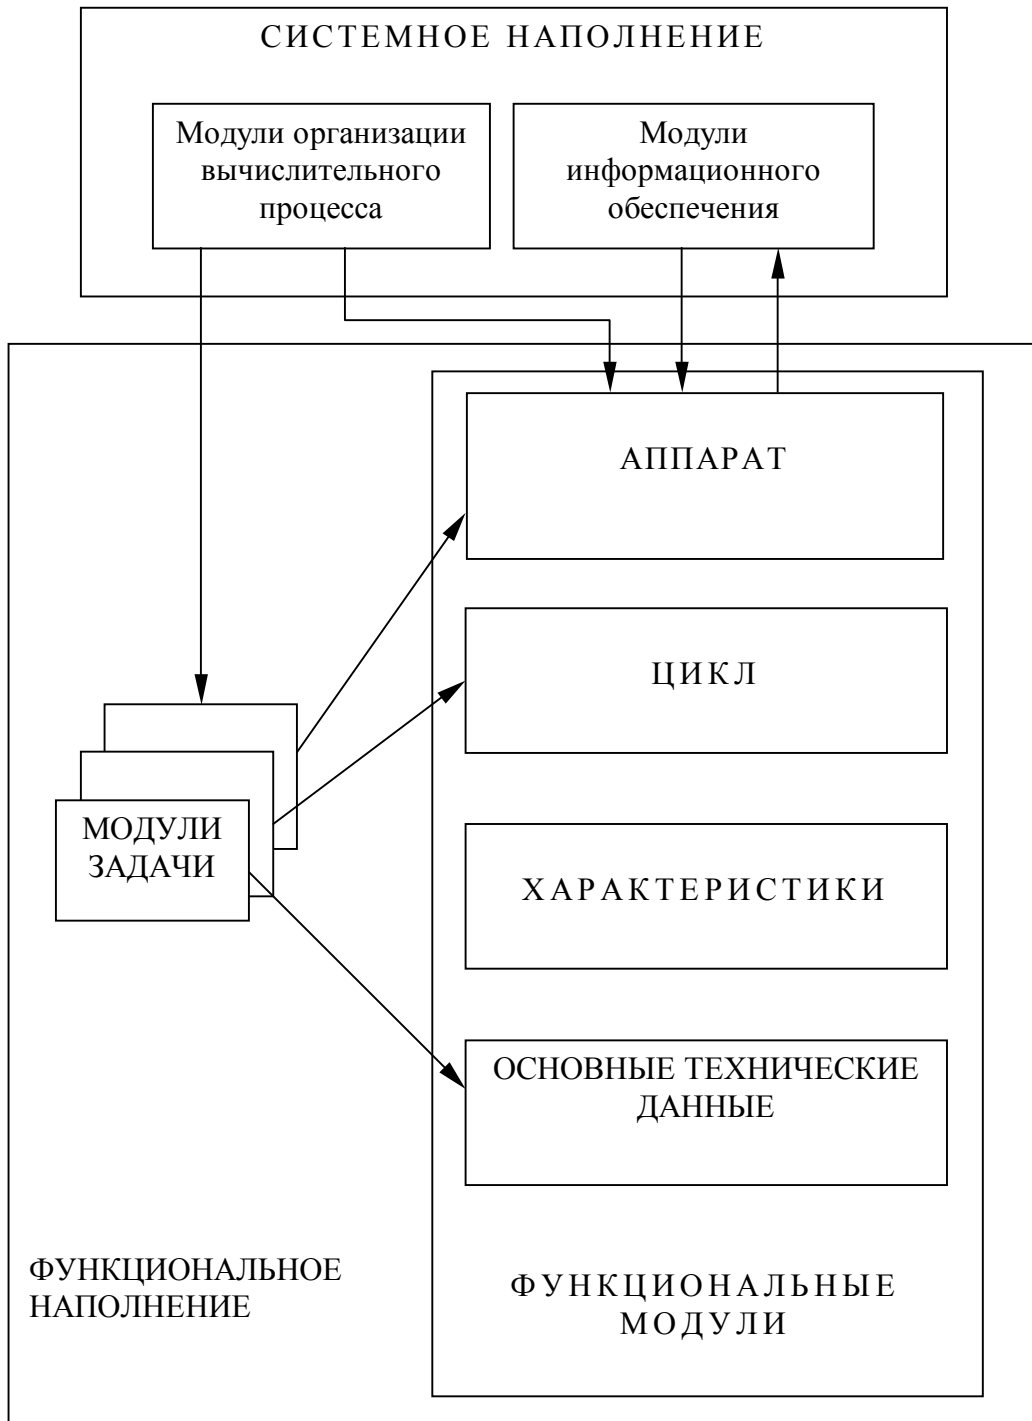 СИСТЕМНОЕ НАПОЛНЕНИЕ
Модули организации
вычислительного
процесса
Модули
информационного
обеспечения
АППАРАТ
ЦИКЛ
МОДУЛИ
ЗАДАЧИ
ХАРАКТЕРИСТИКИ
ОСНОВНЫЕ ТЕХНИЧЕСКИЕ
ДАННЫЕ
ФУНКЦИОНАЛЬНОЕ
НАПОЛНЕНИЕ
ФУНКЦИОНАЛЬНЫЕ
МОДУЛИ